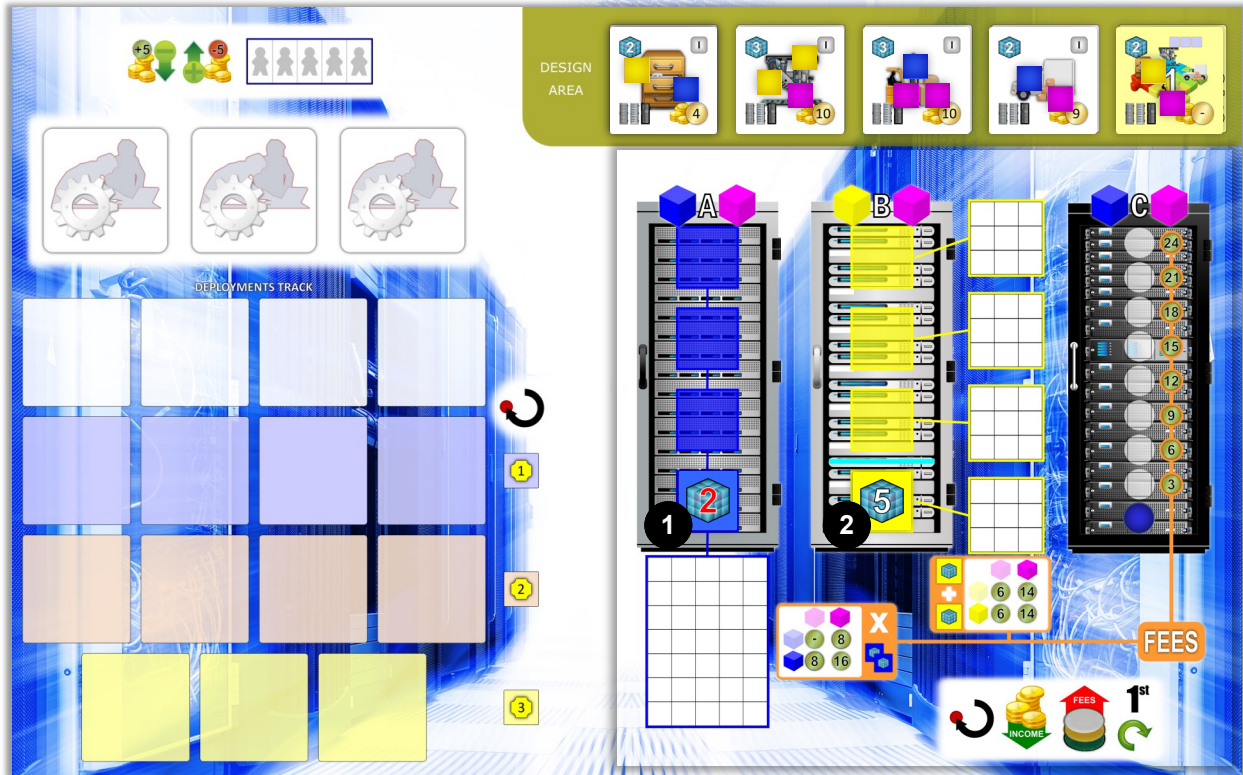 +5 -5
DESIGN
AREA
2 I 4
3 I 10
3 I 10
2 I 9
2 1 -
A B C
24
21
18
15
12
9
6
3
DEPLOYMENTS TRACK
1
2
3
2
1
5
2
6 14
6 14
- 8
8 16
X
FEES
INCOME
FEES
1st